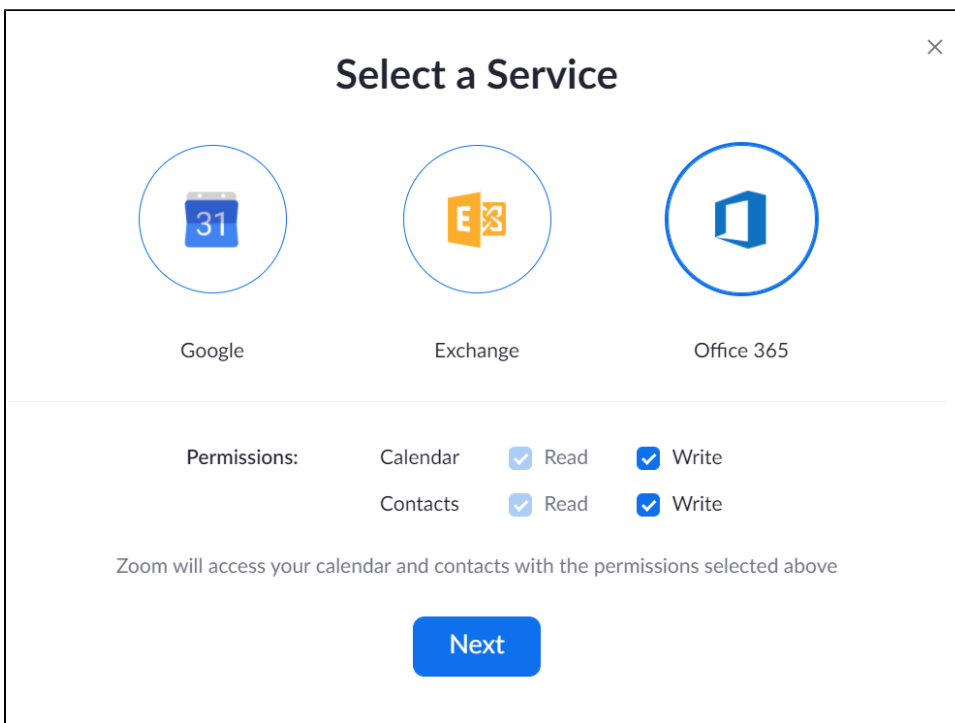 Select a Service
31
E
Google
Exchange
Office 365
Permissions:
Calendar
Read
Write
Contacts
Read
Write
Zoom will access your calendar and contacts with the permissions selected above
Next